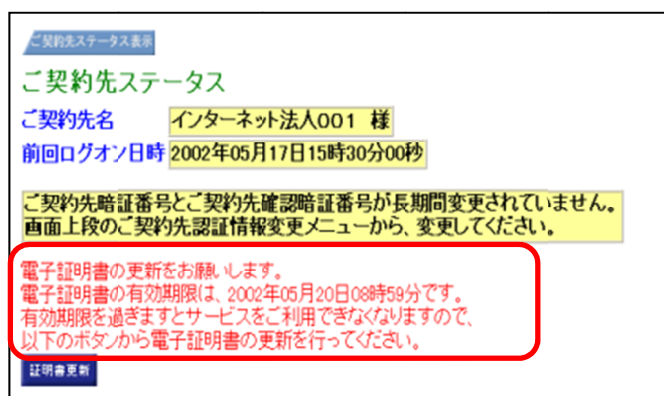 ご契約先ステータス表示
ご契約先ステータス
ご契約先名 インターネット法人001 様
前回ログオン日時 2002年05月17日15時30分00秒
ご契約先暗証番号とご契約先確認暗証番号が長期間変更されていません。
画面上段のご契約先認証情報変更メニューから、変更してください。
電子証明書の更新をお願いします。
電子証明書の有効期限は、2002年05月20日08時59分です。
有効期限を過ぎますとサービスをご利用できなくなりますので、
以下のボタンから電子証明書の更新を行ってください。
証明書更新